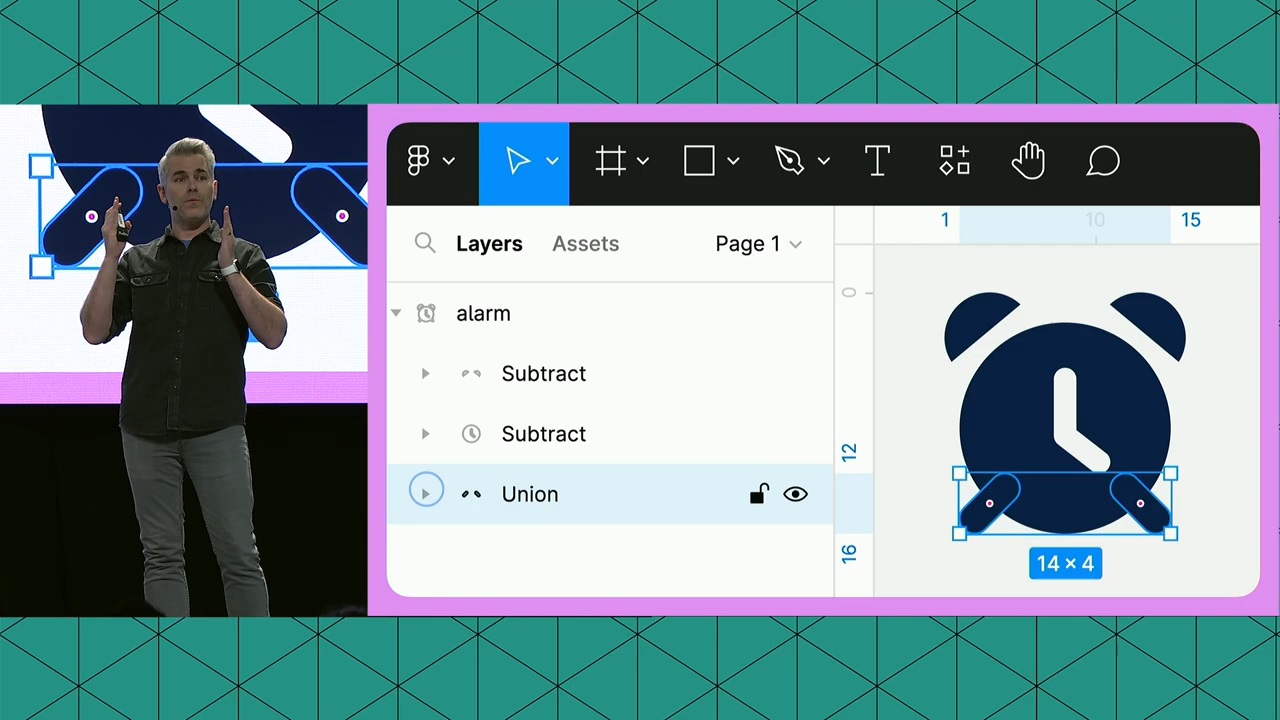 Layers Assets Page 1
1 10 15
0
alarm
Subtract
Subtract
12
Union
16
14 × 4